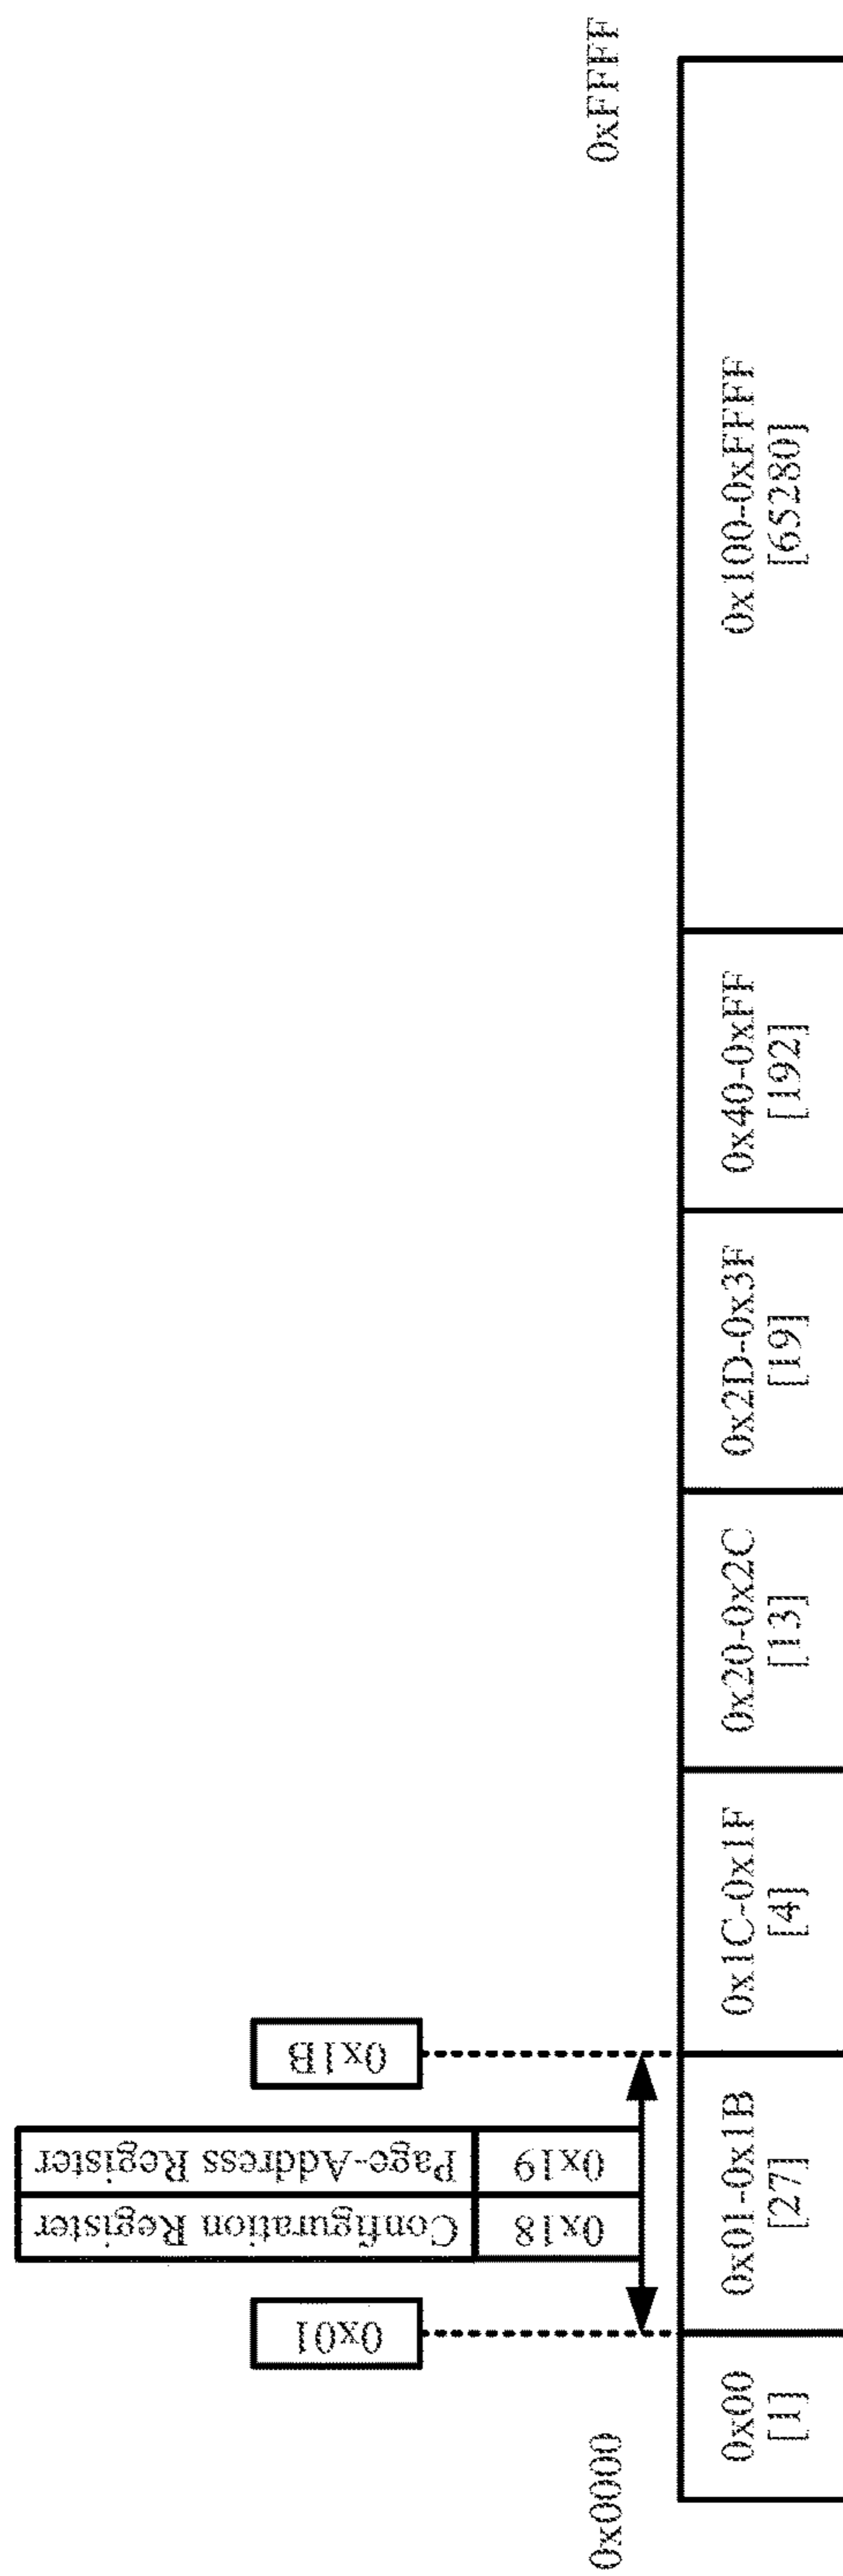 0x0000
0xFFFF
0x01
0x18 Configuration Register
0x19 Page-Address Register
0x1B
0x00
[1]
0x01-0x1B
[27]
0x1C-0x1F
[4]
0x20-0x2C
[13]
0x2D-0x3F
[19]
0x40-0xFF
[192]
0x100-0xFFFF
[65280]